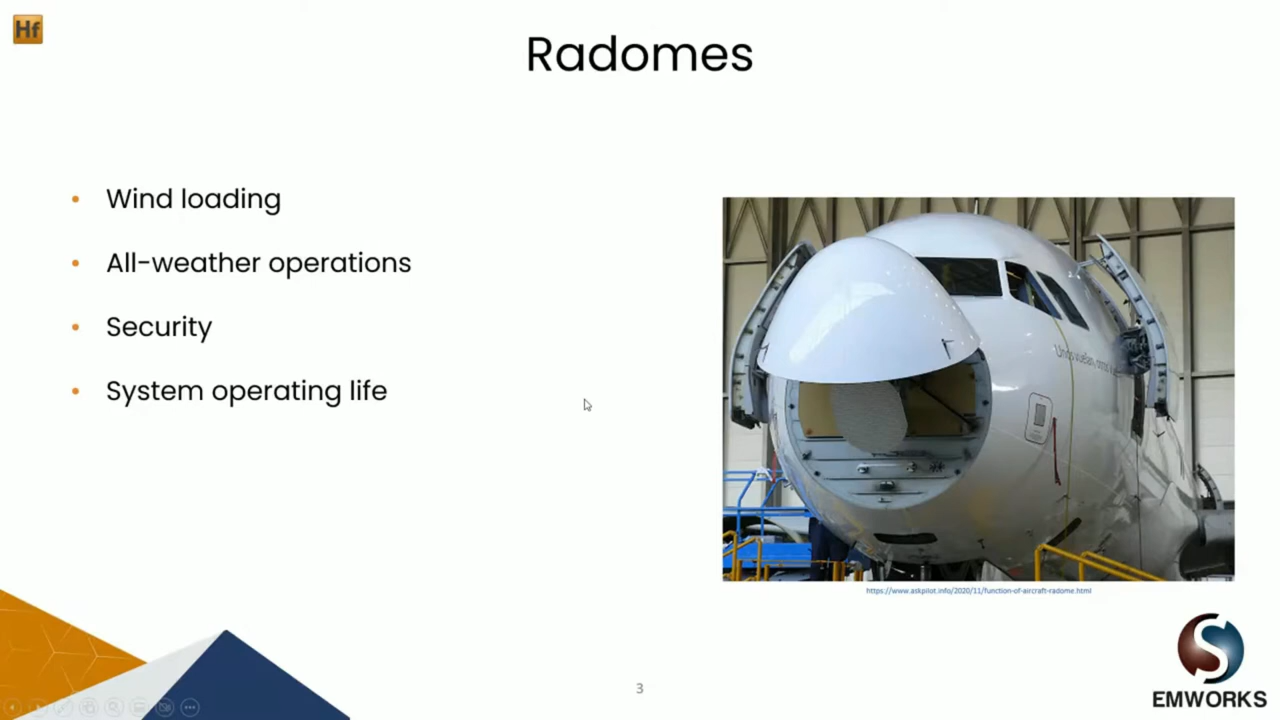 Hf
Radomes
• Wind loading
• All-weather operations
• Security
• System operating life
https://www.askpilot.info/2020/11/function-of-aircraft-radome.html
3
S
EMWORKS